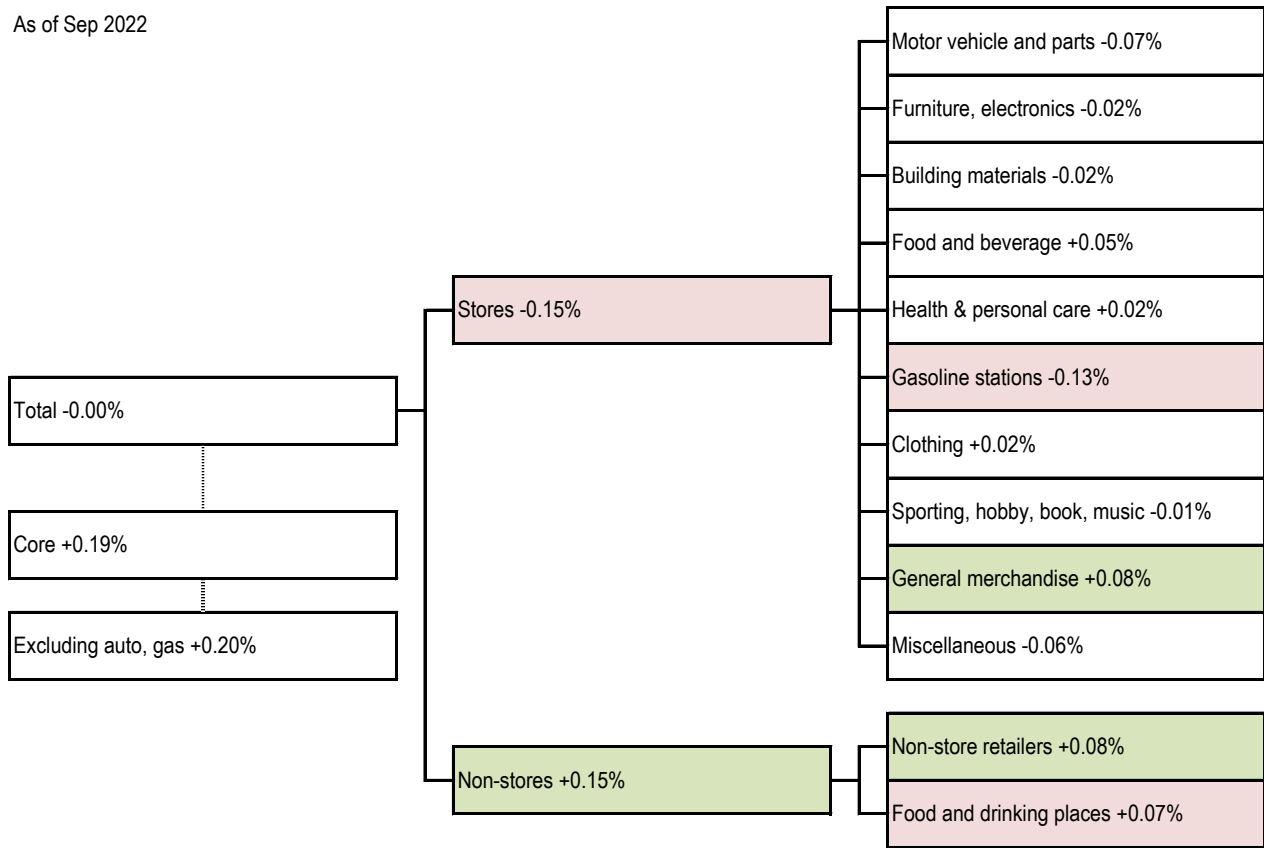 As of Sep 2022
Total -0.00%
Core +0.19%
Excluding auto, gas +0.20%
Stores -0.15%
Non-stores +0.15%
Motor vehicle and parts -0.07%
Furniture, electronics -0.02%
Building materials -0.02%
Food and beverage +0.05%
Health & personal care +0.02%
Gasoline stations -0.13%
Clothing +0.02%
Sporting, hobby, book, music -0.01%
General merchandise +0.08%
Miscellaneous -0.06%
Non-store retailers +0.08%
Food and drinking places +0.07%